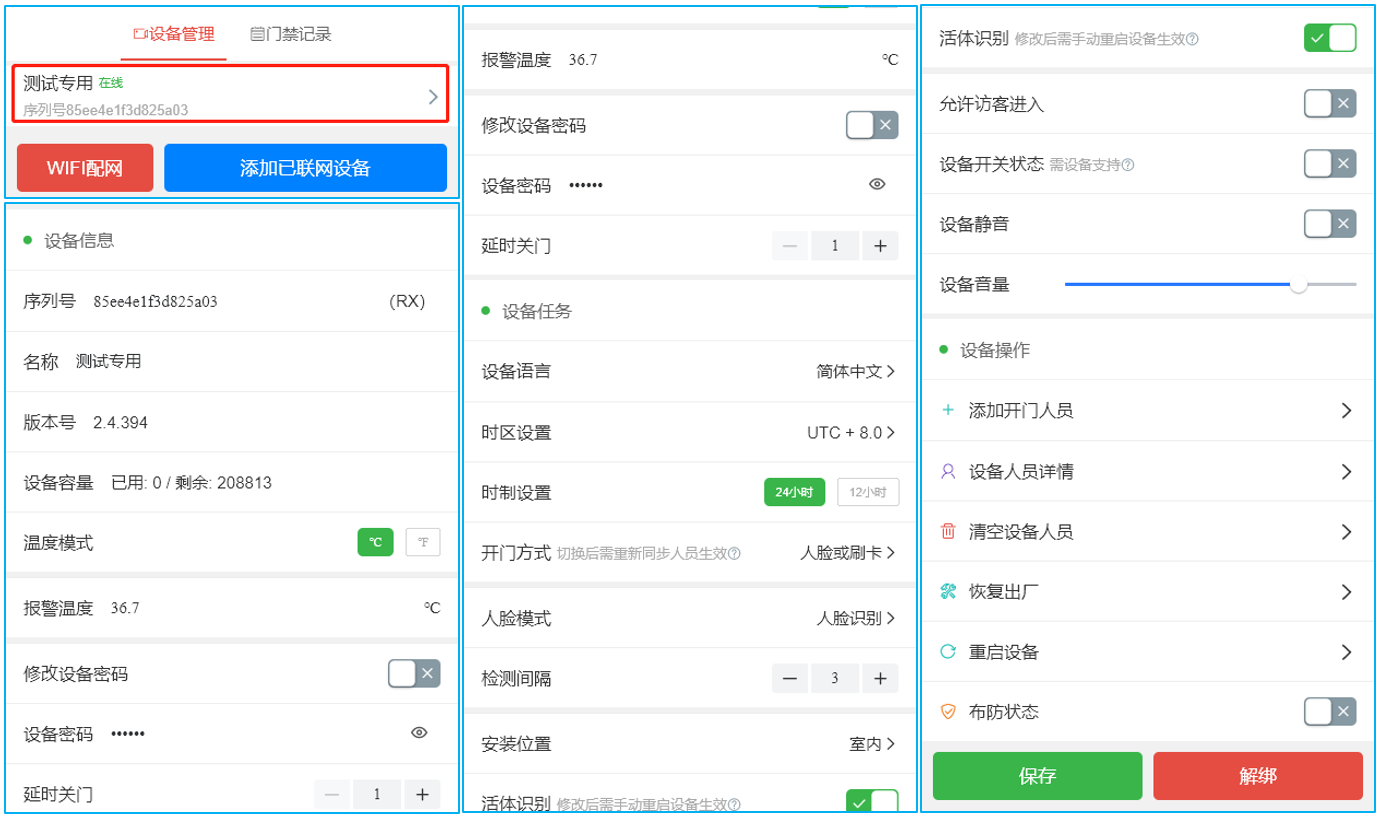 设备管理 门禁记录
测试专用 在线
序列号85ee4e1f3d825a03
WIFI配网 添加已联网设备
设备信息
序列号 85ee4e1f3d825a03 (RX)
名称 测试专用
版本号 2.4.394
设备容量 已用: 0 / 剩余: 208813
温度模式 ℃ ℉
报警温度 36.7 ℃
修改设备密码
设备密码 ••••••
延时关门 — 1 +
报警温度 36.7 ℃
修改设备密码
设备密码 ••••••
延时关门 — 1 +
设备任务
设备语言 简体中文
时区设置 UTC + 8.0
时制设置 24小时 12小时
开门方式 切换后需重新同步人员生效?
人脸或刷卡
人脸模式 人脸识别
检测间隔 — 3 +
安装位置 室内
活体识别 修改后需手动重启设备生效?
活体识别 修改后需手动重启设备生效?
允许访客进入
设备开关状态 需设备支持?
设备静音
设备音量
设备操作
添加开门人员
设备人员详情
清空设备人员
恢复出厂
重启设备
布防状态
保存 解绑